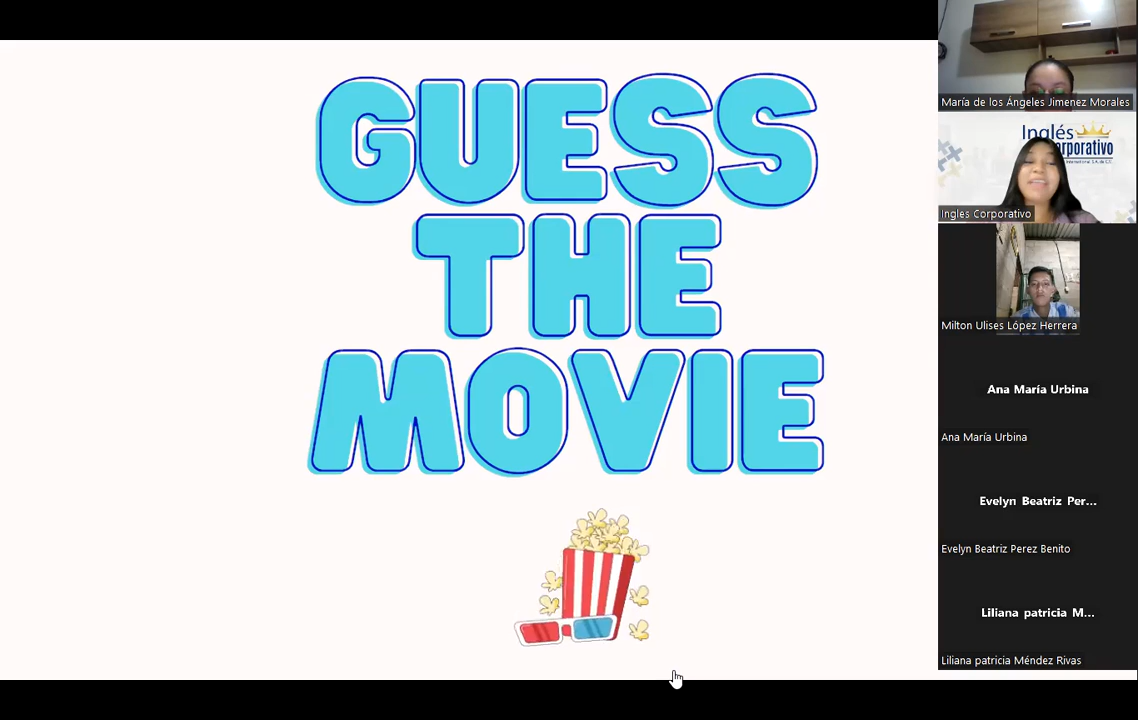 GUESS
THE
MOVIE
María de los Ángeles Jimenez Morales
Inglés
Corporativo
Ingles Corporativo
Milton Ulises López Herrera
Ana María Urbina
Ana María Urbina
Evelyn Beatriz Per...
Evelyn Beatriz Perez Benito
Liliana patricia M...
Liliana patricia Méndez Rivas